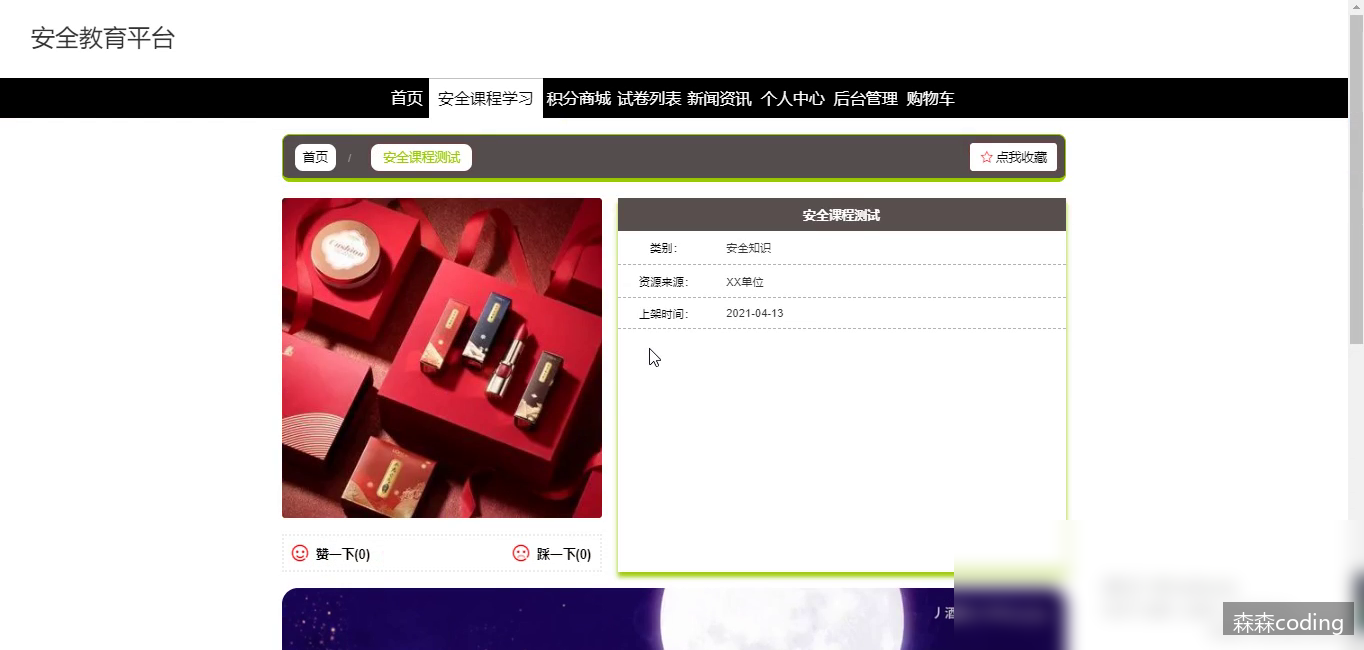 安全教育平台
首页 安全课程学习 积分商城 试卷列表 新闻资讯 个人中心 后台管理 购物车
首页 / 安全课程测试 点我收藏
安全课程测试
类别： 安全知识
资源来源： XX单位
上架时间： 2021-04-13
赞一下(0) 踩一下(0)
森森coding